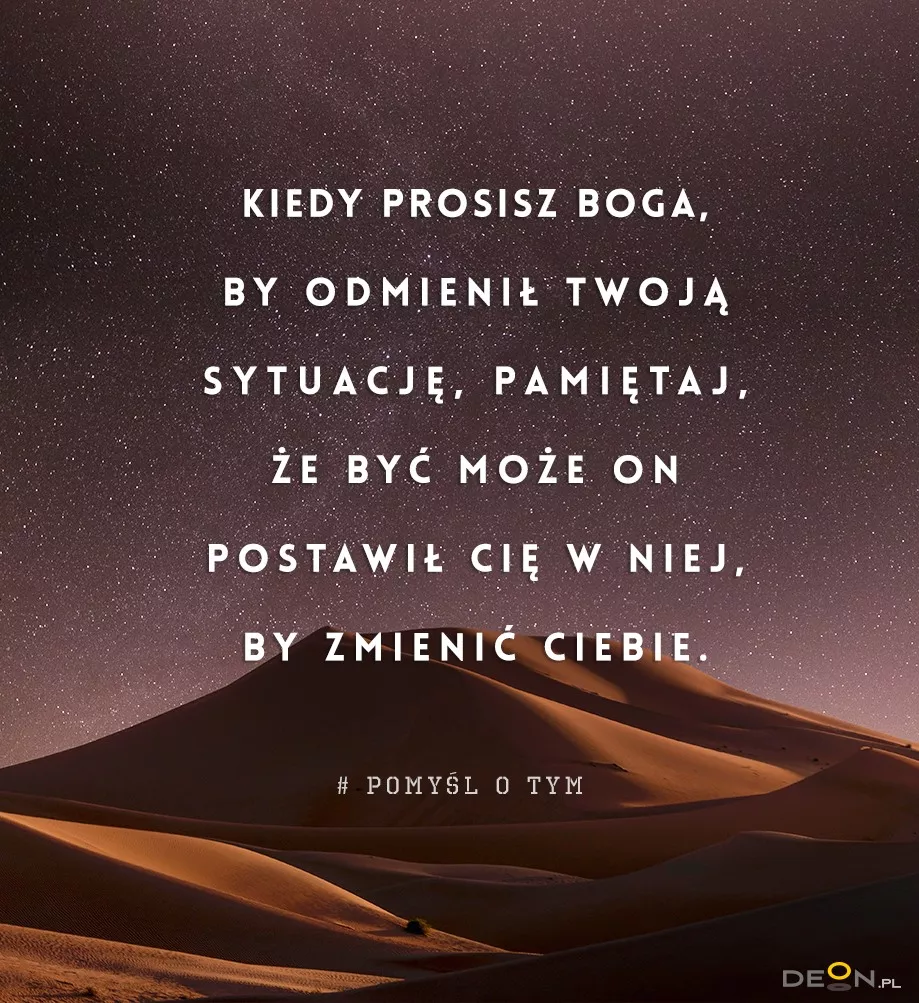 KIEDY PROSISZ BOGA,
BY ODMIENIŁ TWOJĄ
SYTUACJĘ, PAMIĘTAJ,
ŻE BYĆ MOŻE ON
POSTAWIŁ CIĘ W NIEJ,
BY ZMIENIĆ CIEBIE.
# POMYŚL O TYM
DEON.PL